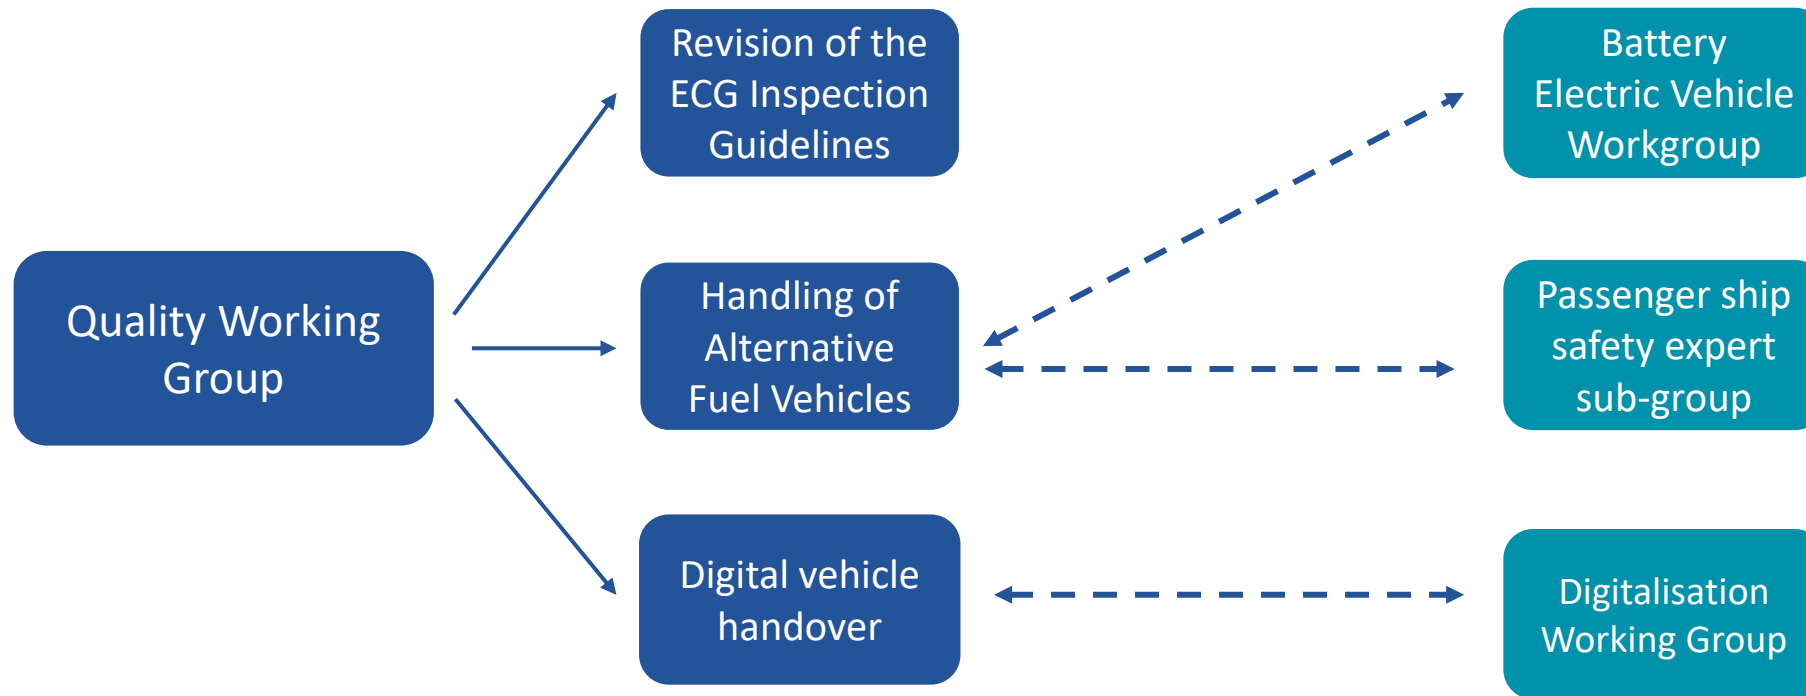 Revision of the
ECG Inspection
Guidelines
Battery
Electric Vehicle
Workgroup
Quality Working
Group
Handling of
Alternative
Fuel Vehicles
Passenger ship
safety expert
sub-group
Digital vehicle
handover
Digitalisation
Working Group